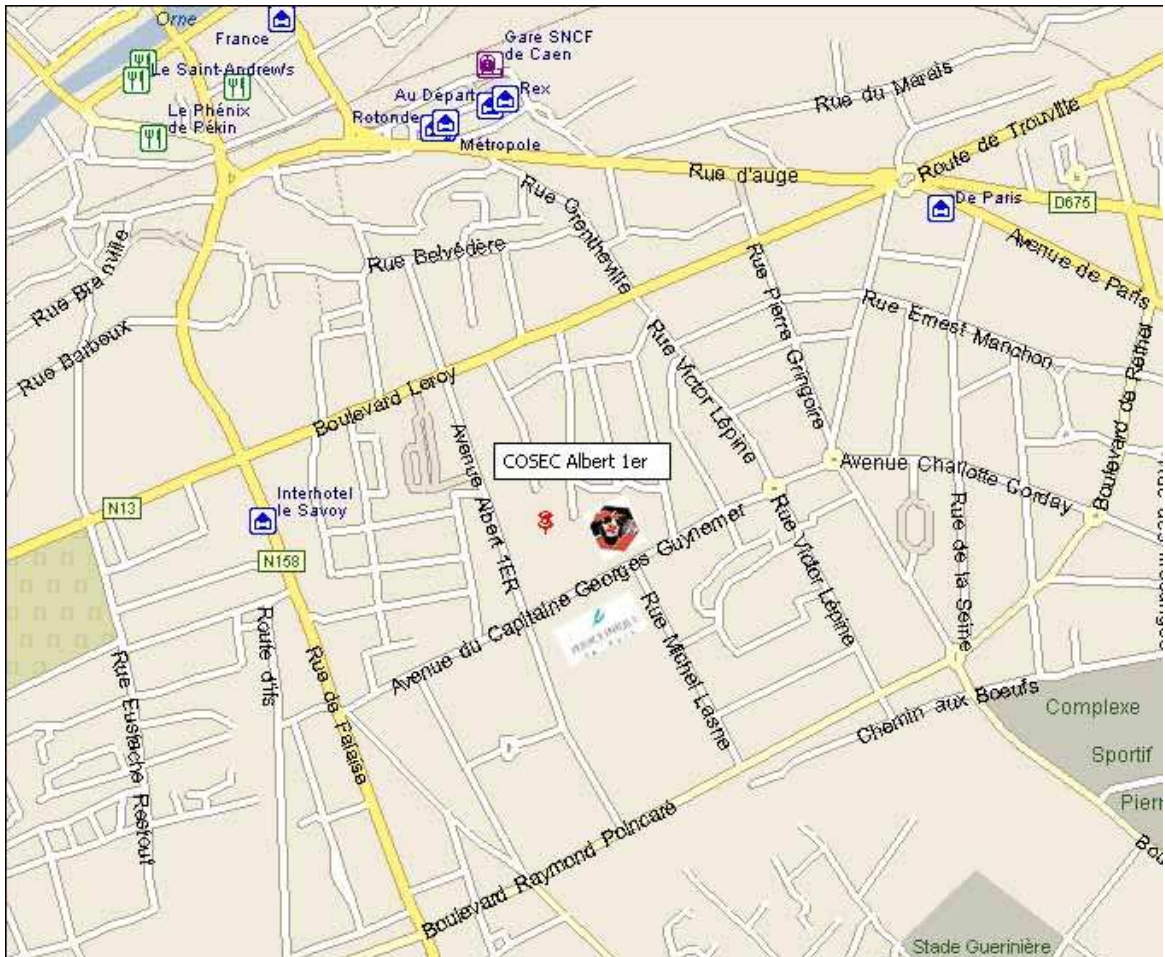 Orne
France
Gare SNCF
de Caen
Le Saint-Andrews
Le Phénix
de Pékin
Au Départ
Rex
Rotonde
Métropole
Rue du Marais
Route de Trouville
Rue d'auge
De Paris
D675
Avenue de Paris
Rue Grentheville
Rue Belvédère
Rue Barbeux
Rue Pierre Gringoire
Rue Ernest Manchon
Boulevard de Rethel
Boulevard Leroy
Rue Victor Lépine
Avenue Albert 1ER
COSEC Albert 1er
Avenue Charlotte Corday
Interhotel
le Savoy
N13
N158
Avenue du Capitaine Georges Guynemer
Rue Victor Lépine
Rue de la Seine
Route d'Ifs
Rue de Falaise
Rue Eustache Restout
Rue Michel Lasne
Chemin aux Boeufs
Complexe
Sportif
Pierr
Boulevard Raymond Poincaré
Bou
Stade Guerinière